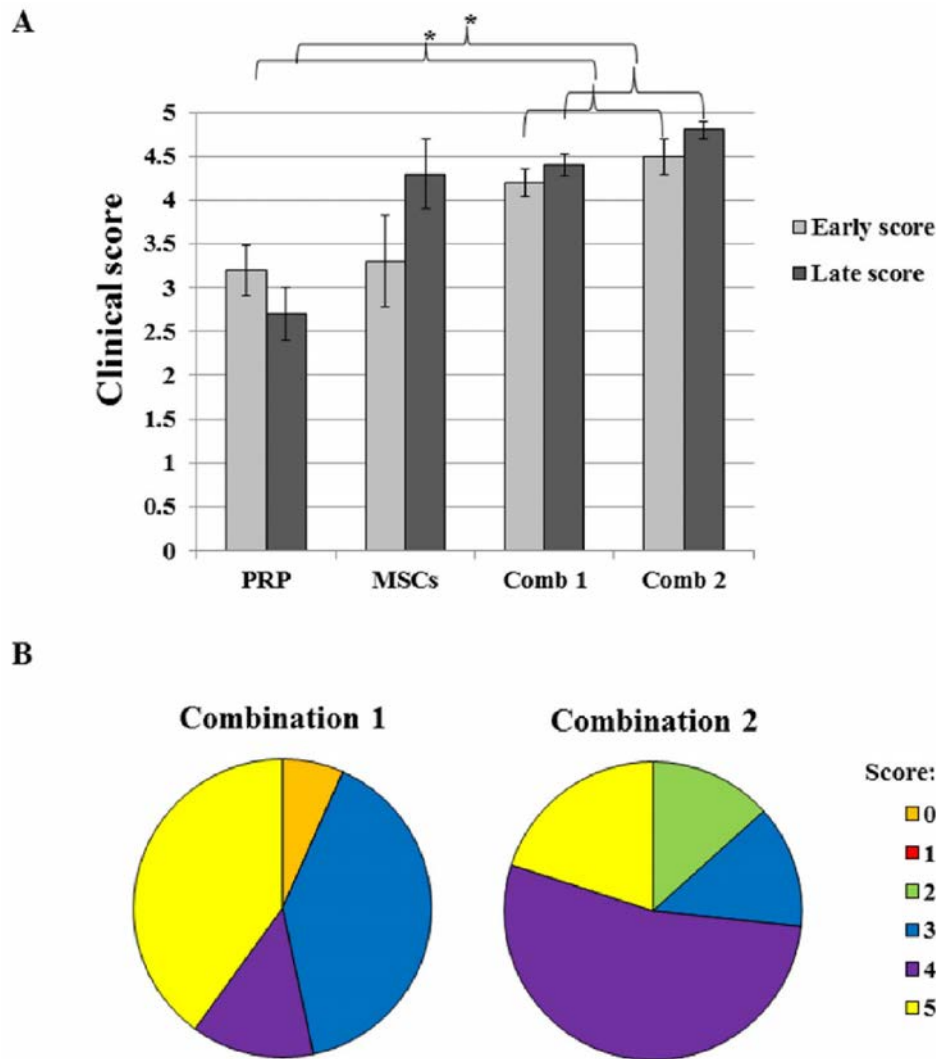 A
*
*
Clinical score
5
4.5
4
3.5
3
2.5
2
1.5
1
0.5
0
PRP MSCs Comb 1 Comb 2
Early score
Late score
B
Combination 1
Combination 2
Score:
0
1
2
3
4
5